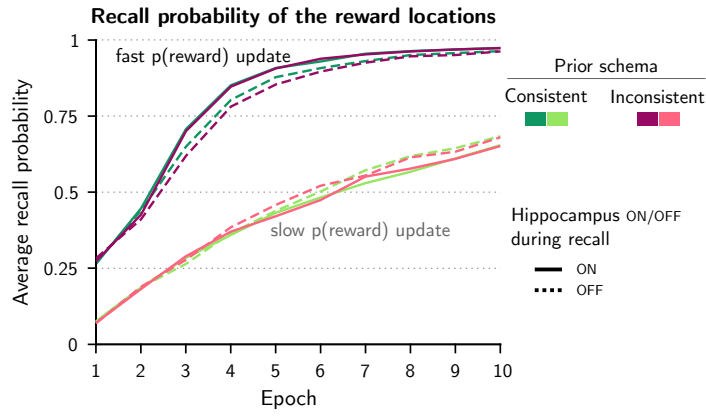 Recall probability of the reward locations
fast p(reward) update
slow p(reward) update
Average recall probability
1
0.75
0.5
0.25
0
1 2 3 4 5 6 7 8 9 10
Epoch
Prior schema
Consistent Inconsistent
Hippocampus ON/OFF
during recall
ON
OFF